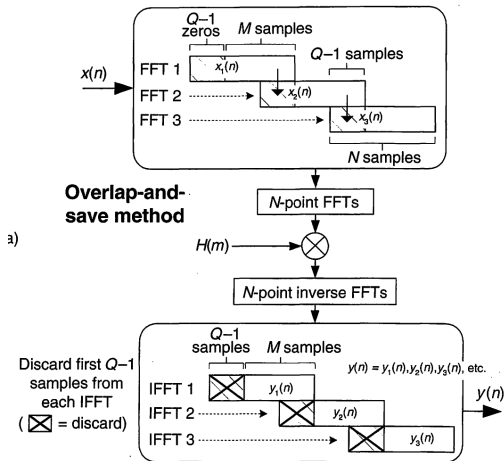 Q–1
zeros
M samples
Q–1 samples
x(n)
FFT 1
x₁(n)
FFT 2
x₂(n)
FFT 3
x₃(n)
N samples
Overlap-and-
save method
N-point FFTs
a)
H(m)
N-point inverse FFTs
Q–1
samples
M samples
Discard first Q–1
samples from
each IFFT
( = discard)
y(n) = y₁(n), y₂(n), y₃(n), etc.
IFFT 1
y₁(n)
IFFT 2
y₂(n)
IFFT 3
y₃(n)
y(n)